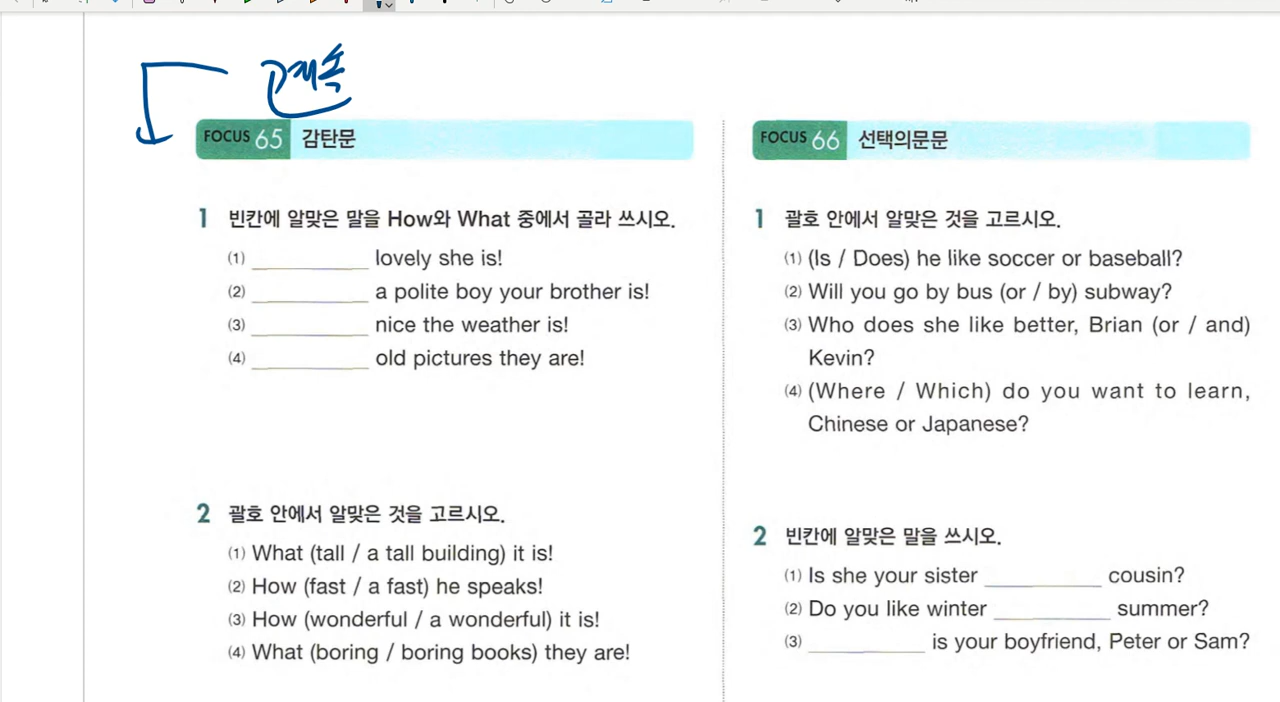 계속
FOCUS 65 감탄문
1 빈칸에 알맞은 말을 How와 What 중에서 골라 쓰시오.
(1) __________ lovely she is!
(2) __________ a polite boy your brother is!
(3) __________ nice the weather is!
(4) __________ old pictures they are!
2 괄호 안에서 알맞은 것을 고르시오.
(1) What (tall / a tall building) it is!
(2) How (fast / a fast) he speaks!
(3) How (wonderful / a wonderful) it is!
(4) What (boring / boring books) they are!
FOCUS 66 선택의문문
1 괄호 안에서 알맞은 것을 고르시오.
(1) (Is / Does) he like soccer or baseball?
(2) Will you go by bus (or / by) subway?
(3) Who does she like better, Brian (or / and)
Kevin?
(4) (Where / Which) do you want to learn,
Chinese or Japanese?
2 빈칸에 알맞은 말을 쓰시오.
(1) Is she your sister __________ cousin?
(2) Do you like winter __________ summer?
(3) __________ is your boyfriend, Peter or Sam?